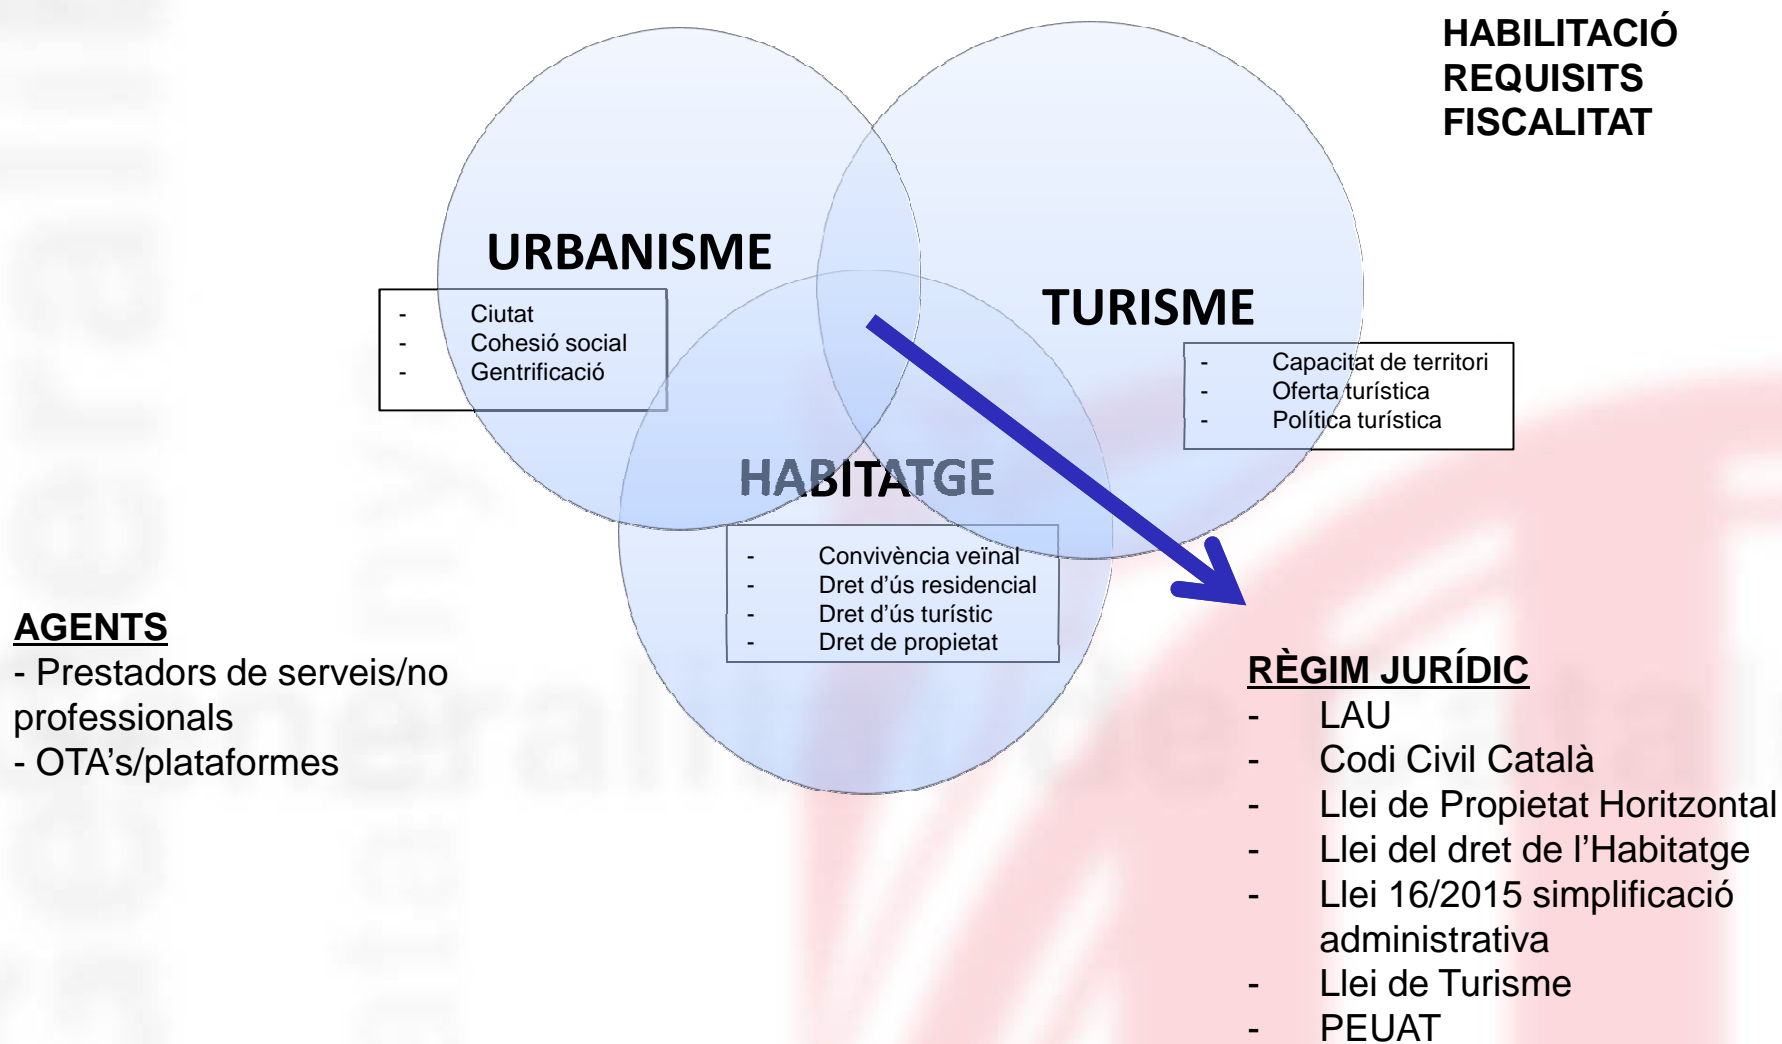 HABILITACIÓ
REQUISITS
FISCALITAT
URBANISME
- Ciutat
- Cohesió social
- Gentrificació
TURISME
- Capacitat de territori
- Oferta turística
- Política turística
HABITATGE
- Convivència veïnal
- Dret d'ús residencial
- Dret d'ús turístic
- Dret de propietat
AGENTS
- Prestadors de serveis/no
professionals
- OTA's/plataformes
RÈGIM JURÍDIC
- LAU
- Codi Civil Català
- Llei de Propietat Horitzontal
- Llei del dret de l'Habitatge
- Llei 16/2015 simplificació
administrativa
- Llei de Turisme
- PEUAT